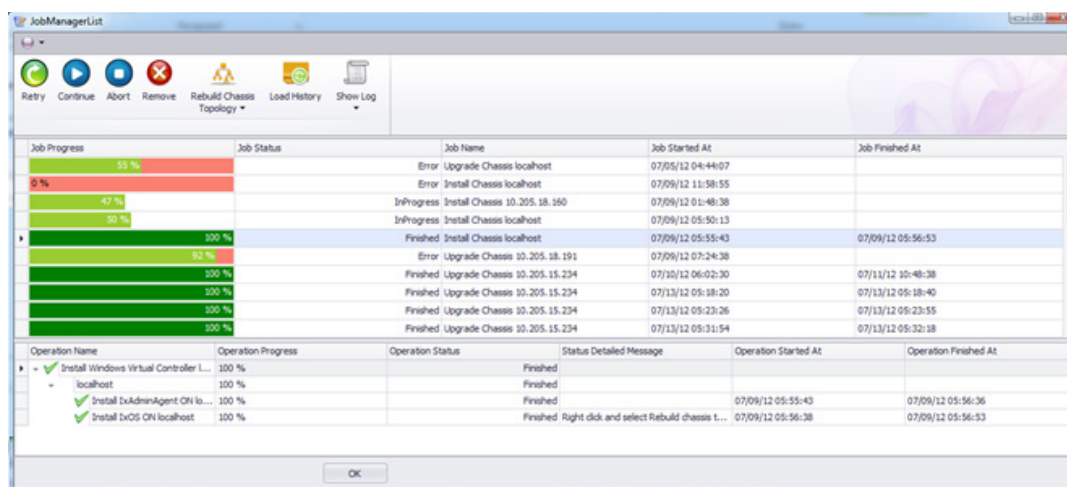 JobManagerList
Retry Continue Abort Remove Rebuild Chassis Topology Load History Show Log
Job Progress Job Status Job Name Job Started At Job Finished At
55 % Error Upgrade Chassis localhost 07/05/12 04:44:07
0 % Error Install Chassis localhost 07/09/12 11:58:55
47 % InProgress Install Chassis 10.205.18.160 07/09/12 01:48:38
50 % InProgress Install Chassis localhost 07/09/12 05:50:13
100 % Finished Install Chassis localhost 07/09/12 05:55:43 07/09/12 05:56:53
92 % Error Upgrade Chassis 10.205.18.191 07/09/12 07:24:38
100 % Finished Upgrade Chassis 10.205.15.234 07/10/12 06:02:30 07/11/12 10:48:38
100 % Finished Upgrade Chassis 10.205.15.234 07/13/12 05:18:20 07/13/12 05:18:40
100 % Finished Upgrade Chassis 10.205.15.234 07/13/12 05:23:26 07/13/12 05:23:55
100 % Finished Upgrade Chassis 10.205.15.234 07/13/12 05:31:54 07/13/12 05:32:18
Operation Name Operation Progress Operation Status Status Detailed Message Operation Started At Operation Finished At
Install Windows Virtual Controller l... 100 % Finished
localhost 100 % Finished
Install IxAdminAgent ON lo... 100 % Finished 07/09/12 05:55:43 07/09/12 05:56:36
Install IxOS ON localhost 100 % Finished Right click and select Rebuild chassis t... 07/09/12 05:56:38 07/09/12 05:56:53
OK